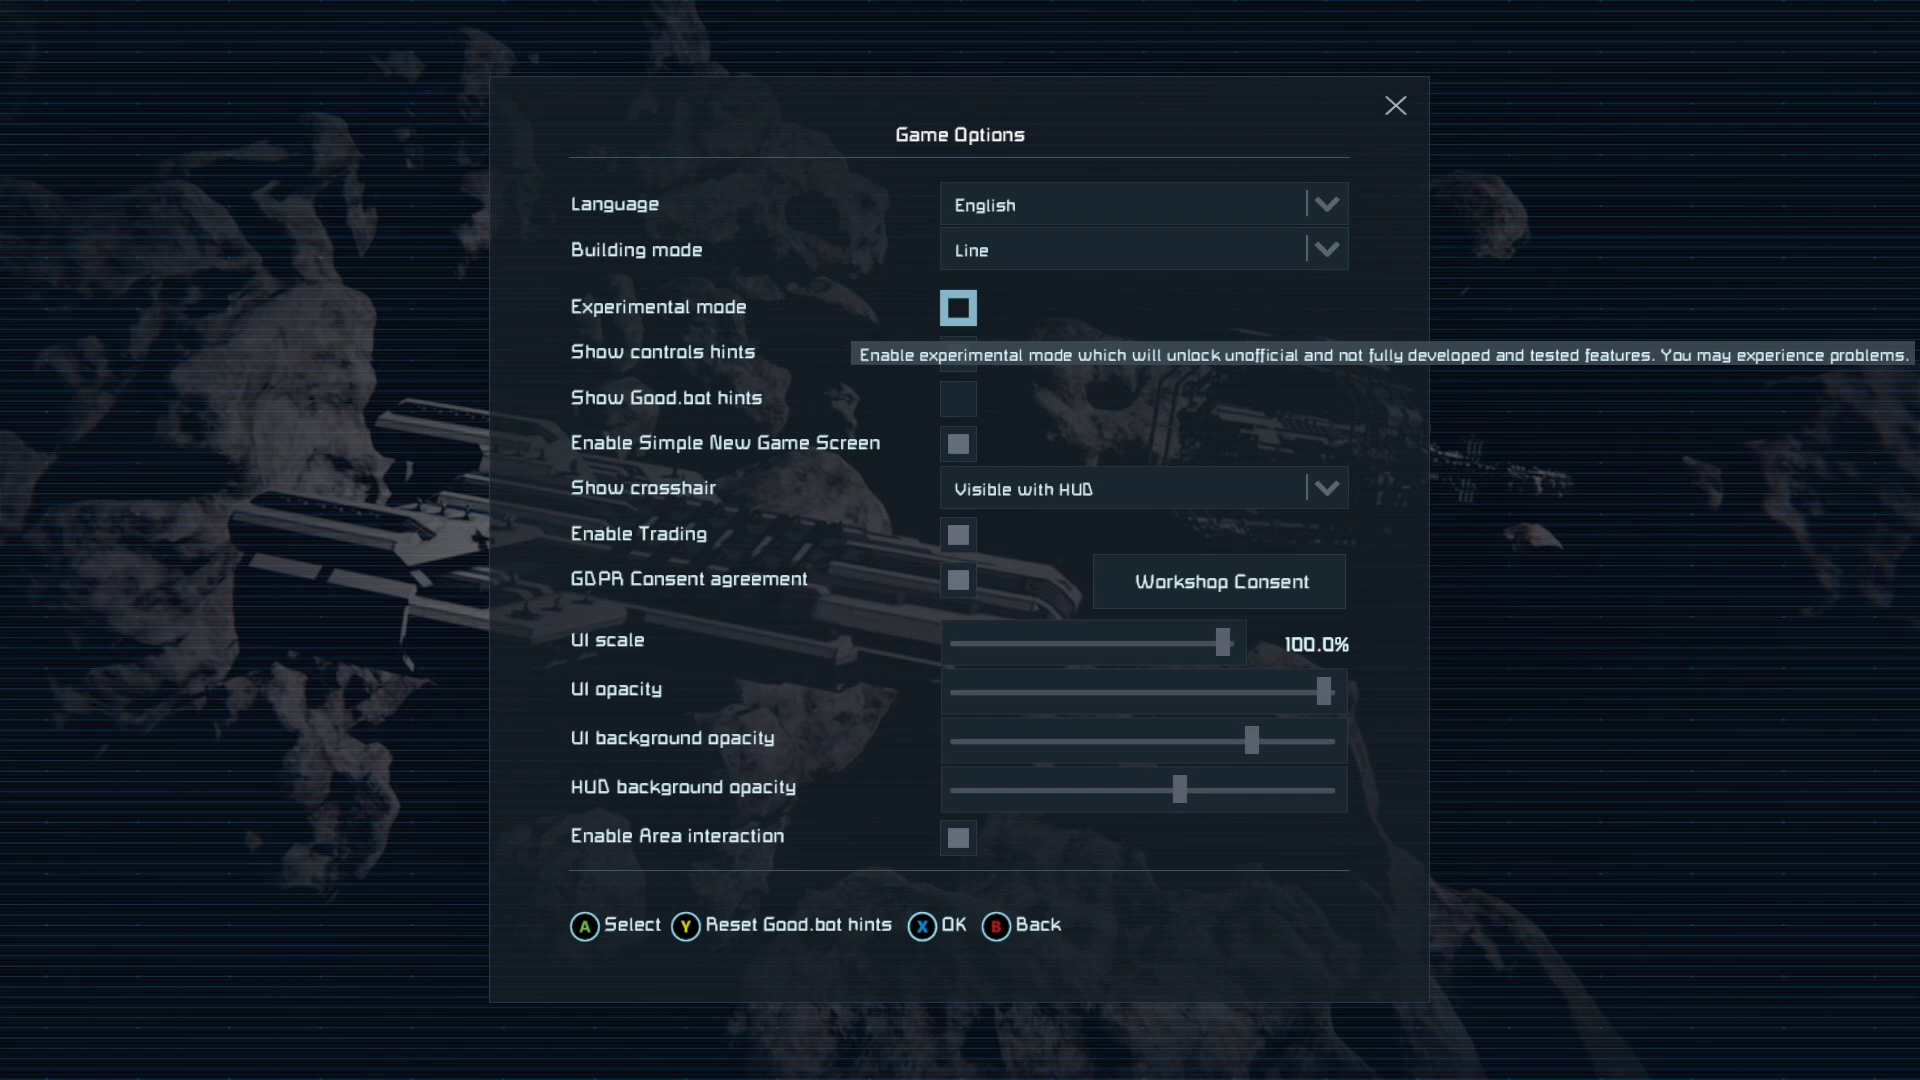 Game Options
Language English
Building mode Line
Experimental mode
Show controls hints
Enable experimental mode which will unlock unofficial and not fully developed and tested features. You may experience problems.
Show Good.bot hints
Enable Simple New Game Screen
Show crosshair Visible with HUD
Enable Trading
GDPR Consent agreement Workshop Consent
UI scale 100.0%
UI opacity
UI background opacity
HUD background opacity
Enable Area interaction
A Select Y Reset Good.bot hints X OK B Back